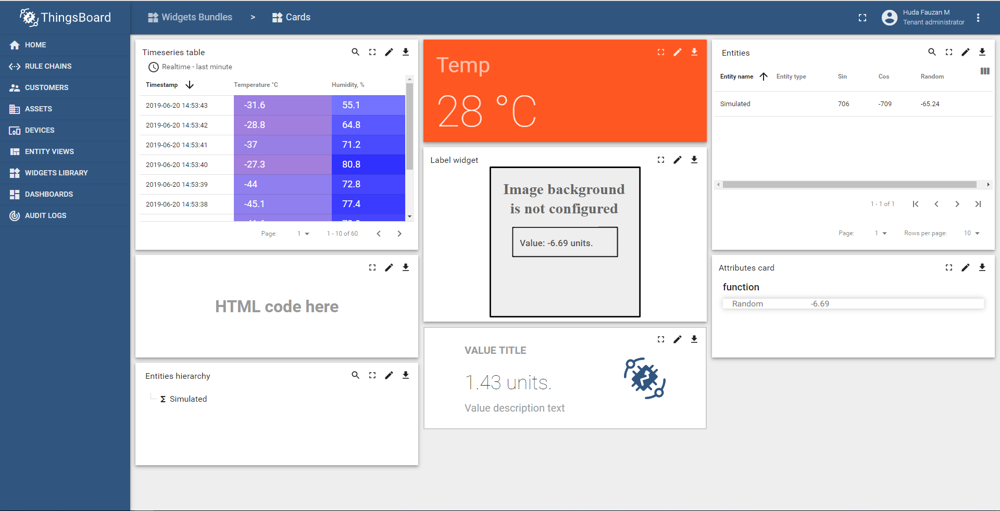 ThingsBoard
Widgets Bundles > Cards
Huda Fauzan M
Tenant administrator
HOME
RULE CHAINS
CUSTOMERS
ASSETS
DEVICES
ENTITY VIEWS
WIDGETS LIBRARY
DASHBOARDS
AUDIT LOGS
Timeseries table
Realtime - last minute
Timestamp Temperature °C Humidity, %
2019-06-20 14:53:43 -31.6 55.1
2019-06-20 14:53:42 -28.8 64.8
2019-06-20 14:53:41 -37 71.2
2019-06-20 14:53:40 -27.3 80.8
2019-06-20 14:53:39 -44 72.8
2019-06-20 14:53:38 -45.1 77.4
Page: 1 1 - 10 of 60
HTML code here
Entities hierarchy
Σ Simulated
Temp
28 °C
Label widget
Image background
is not configured
Value: -6.69 units.
VALUE TITLE
1.43 units.
Value description text
Entities
Entity name Entity type Sin Cos Random
Simulated 706 -709 -65.24
1 - 1 of 1
Page: 1 Rows per page: 10
Attributes card
function
Random -6.69